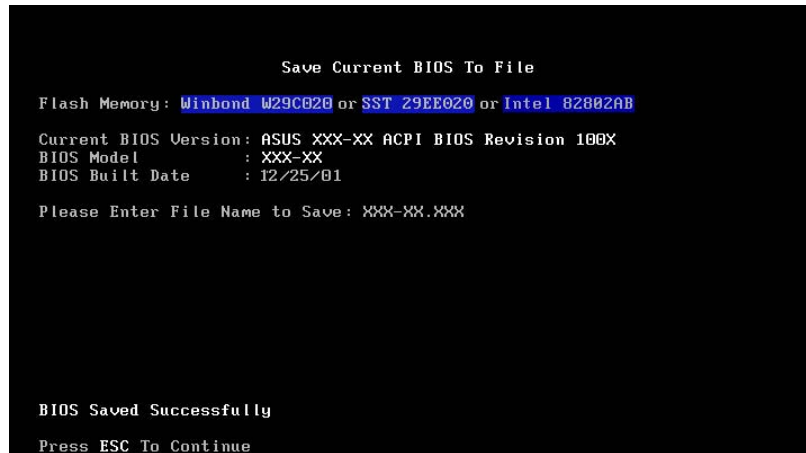 Save Current BIOS To File
Flash Memory: Winbond W29C020 or SST 29EE020 or Intel 82802AB
Current BIOS Version: ASUS XXX-XX ACPI BIOS Revision 100X
BIOS Model : XXX-XX
BIOS Built Date : 12/25/01
Please Enter File Name to Save: XXX-XX.XXX
BIOS Saved Successfully
Press ESC To Continue